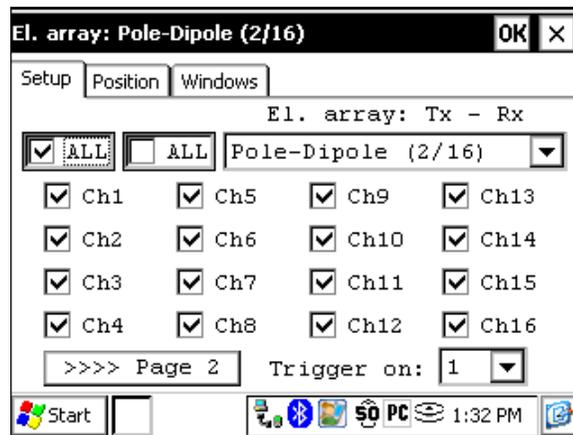 El. array: Pole-Dipole (2/16) OK ×
Setup Position Windows
El. array: Tx - Rx
ALL ALL Pole-Dipole (2/16)
Ch1 Ch5 Ch9 Ch13
Ch2 Ch6 Ch10 Ch14
Ch3 Ch7 Ch11 Ch15
Ch4 Ch8 Ch12 Ch16
>>>> Page 2 Trigger on: 1
Start 50 PC 1:32 PM